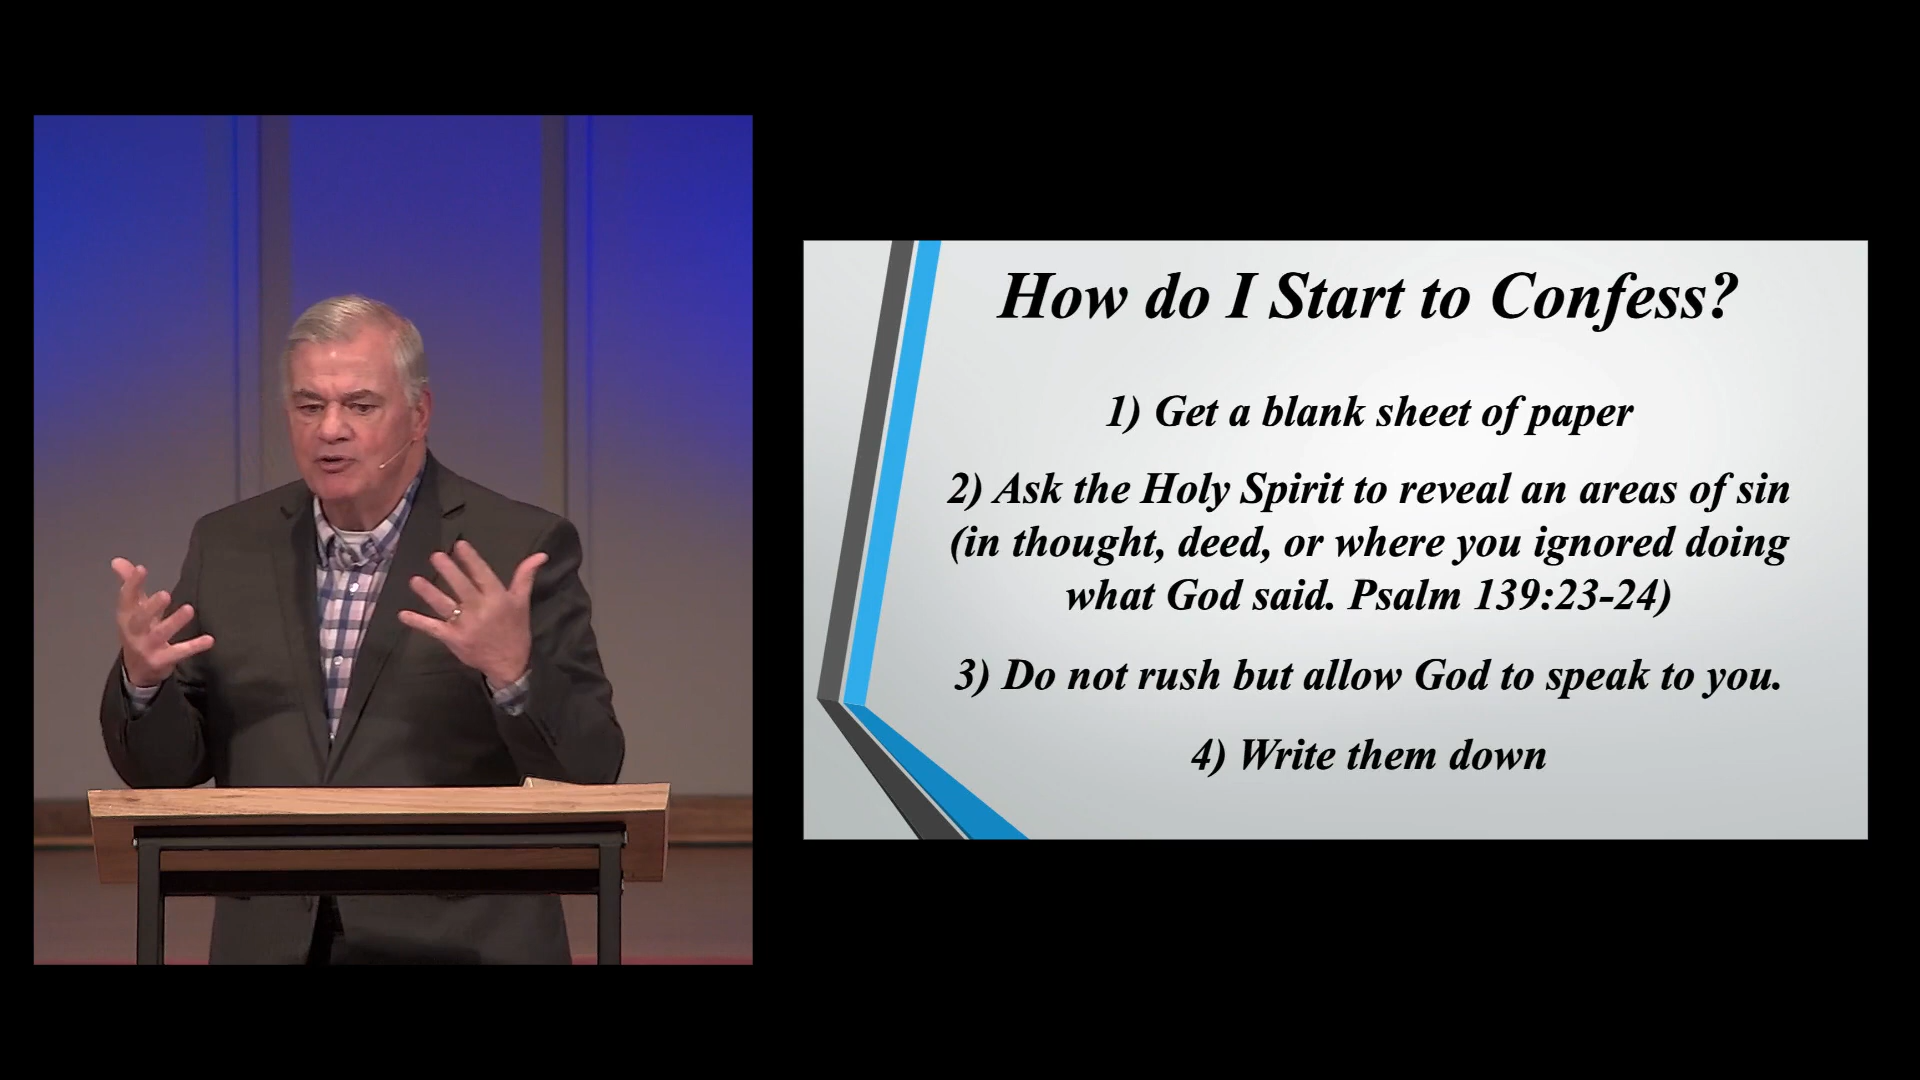 How do I Start to Confess?
1) Get a blank sheet of paper
2) Ask the Holy Spirit to reveal an areas of sin
(in thought, deed, or where you ignored doing
what God said. Psalm 139:23-24)
3) Do not rush but allow God to speak to you.
4) Write them down